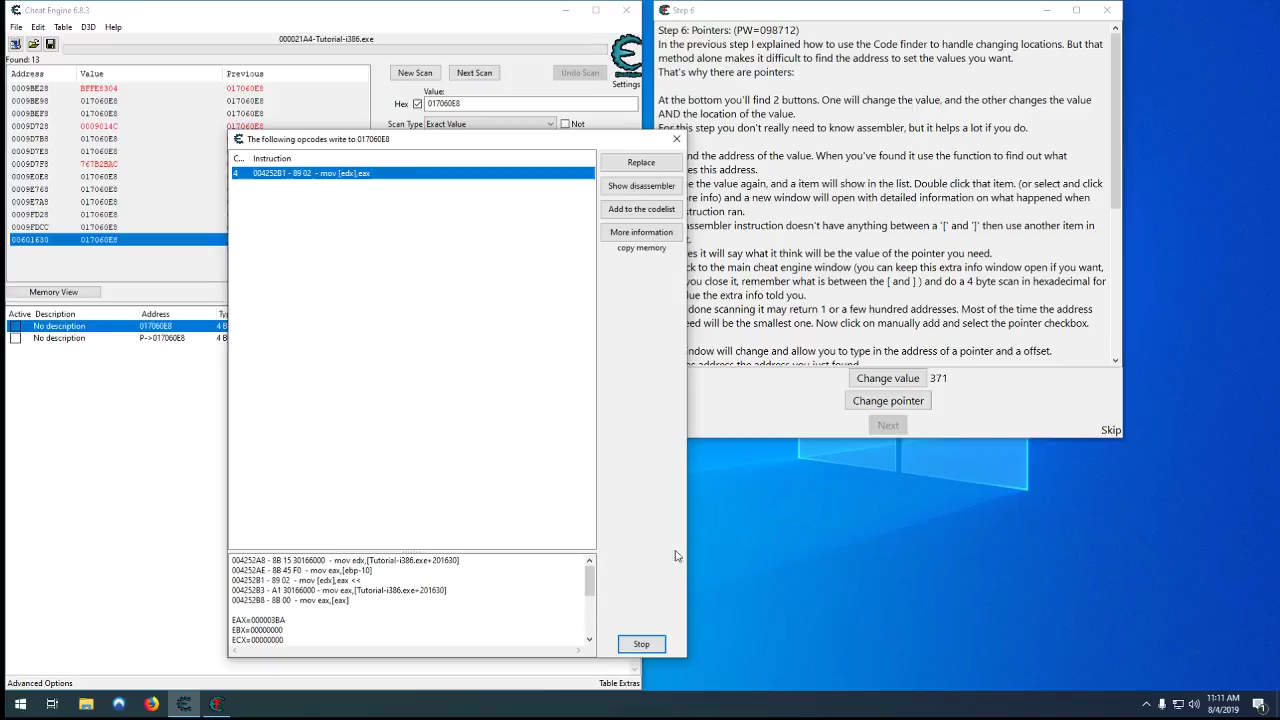 Cheat Engine 6.8.3
File Edit Table D3D Help
000021A4-Tutorial-i386.exe
Found: 13
Address Value Previous
0009BE28 BFFE8304 017060E8
0009BE98 017060E8 017060E8
0009BEF8 017060E8 017060E8
0009D728 0009014C 017060E8
0009D7E8 017060E8
0009D7F8 767B2BAC
0009E0E8 017060E8
0009E768 017060E8
0009E7A8 017060E8
0009FD28 017060E8
0009FDCC 017060E8
00601630 017060E8
New Scan Next Scan Undo Scan
Settings
Value:
Hex 017060E8
Scan Type Exact Value Not
Memory View
Active Description Address Ty
No description 017060E8 4 B
No description P->017060E8 4 B
Advanced Options Table Extras
The following opcodes write to 017060E8
C... Instruction
4 004252B1 - 89 02 - mov [edx],eax
Replace
Show disassembler
Add to the codelist
More information
copy memory
004252A8 - 8B 15 30166000 - mov edx,[Tutorial-i386.exe+201630]
004252AE - 8B 45 F0 - mov eax,[ebp-10]
004252B1 - 89 02 - mov [edx],eax <<
004252B3 - A1 30166000 - mov eax,[Tutorial-i386.exe+201630]
004252B8 - 8B 00 - mov eax,[eax]
EAX=000003BA
EBX=00000000
ECX=00000000
Stop
Step 6
Step 6: Pointers: (PW=098712)
In the previous step I explained how to use the Code finder to handle changing locations. But that
method alone makes it difficult to find the address to set the values you want.
That's why there are pointers:
At the bottom you'll find 2 buttons. One will change the value, and the other changes the value
AND the location of the value.
For this step you don't really need to know assembler, but it helps a lot if you do.
nd the address of the value. When you've found it use the function to find out what
es this address.
e the value again, and a item will show in the list. Double click that item. (or select and click
re info) and a new window will open with detailed information on what happened when
struction ran.
assembler instruction doesn't have anything between a '[' and ']' then use another item in
t.
es it will say what it think will be the value of the pointer you need.
ck to the main cheat engine window (you can keep this extra info window open if you want,
you close it, remember what is between the [ and ] ) and do a 4 byte scan in hexadecimal for
lue the extra info told you.
done scanning it may return 1 or a few hundred addresses. Most of the time the address
eed will be the smallest one. Now click on manually add and select the pointer checkbox.
indow will change and allow you to type in the address of a pointer and a offset.
Change value 371
Change pointer
Next
Skip
11:11 AM
8/4/2019